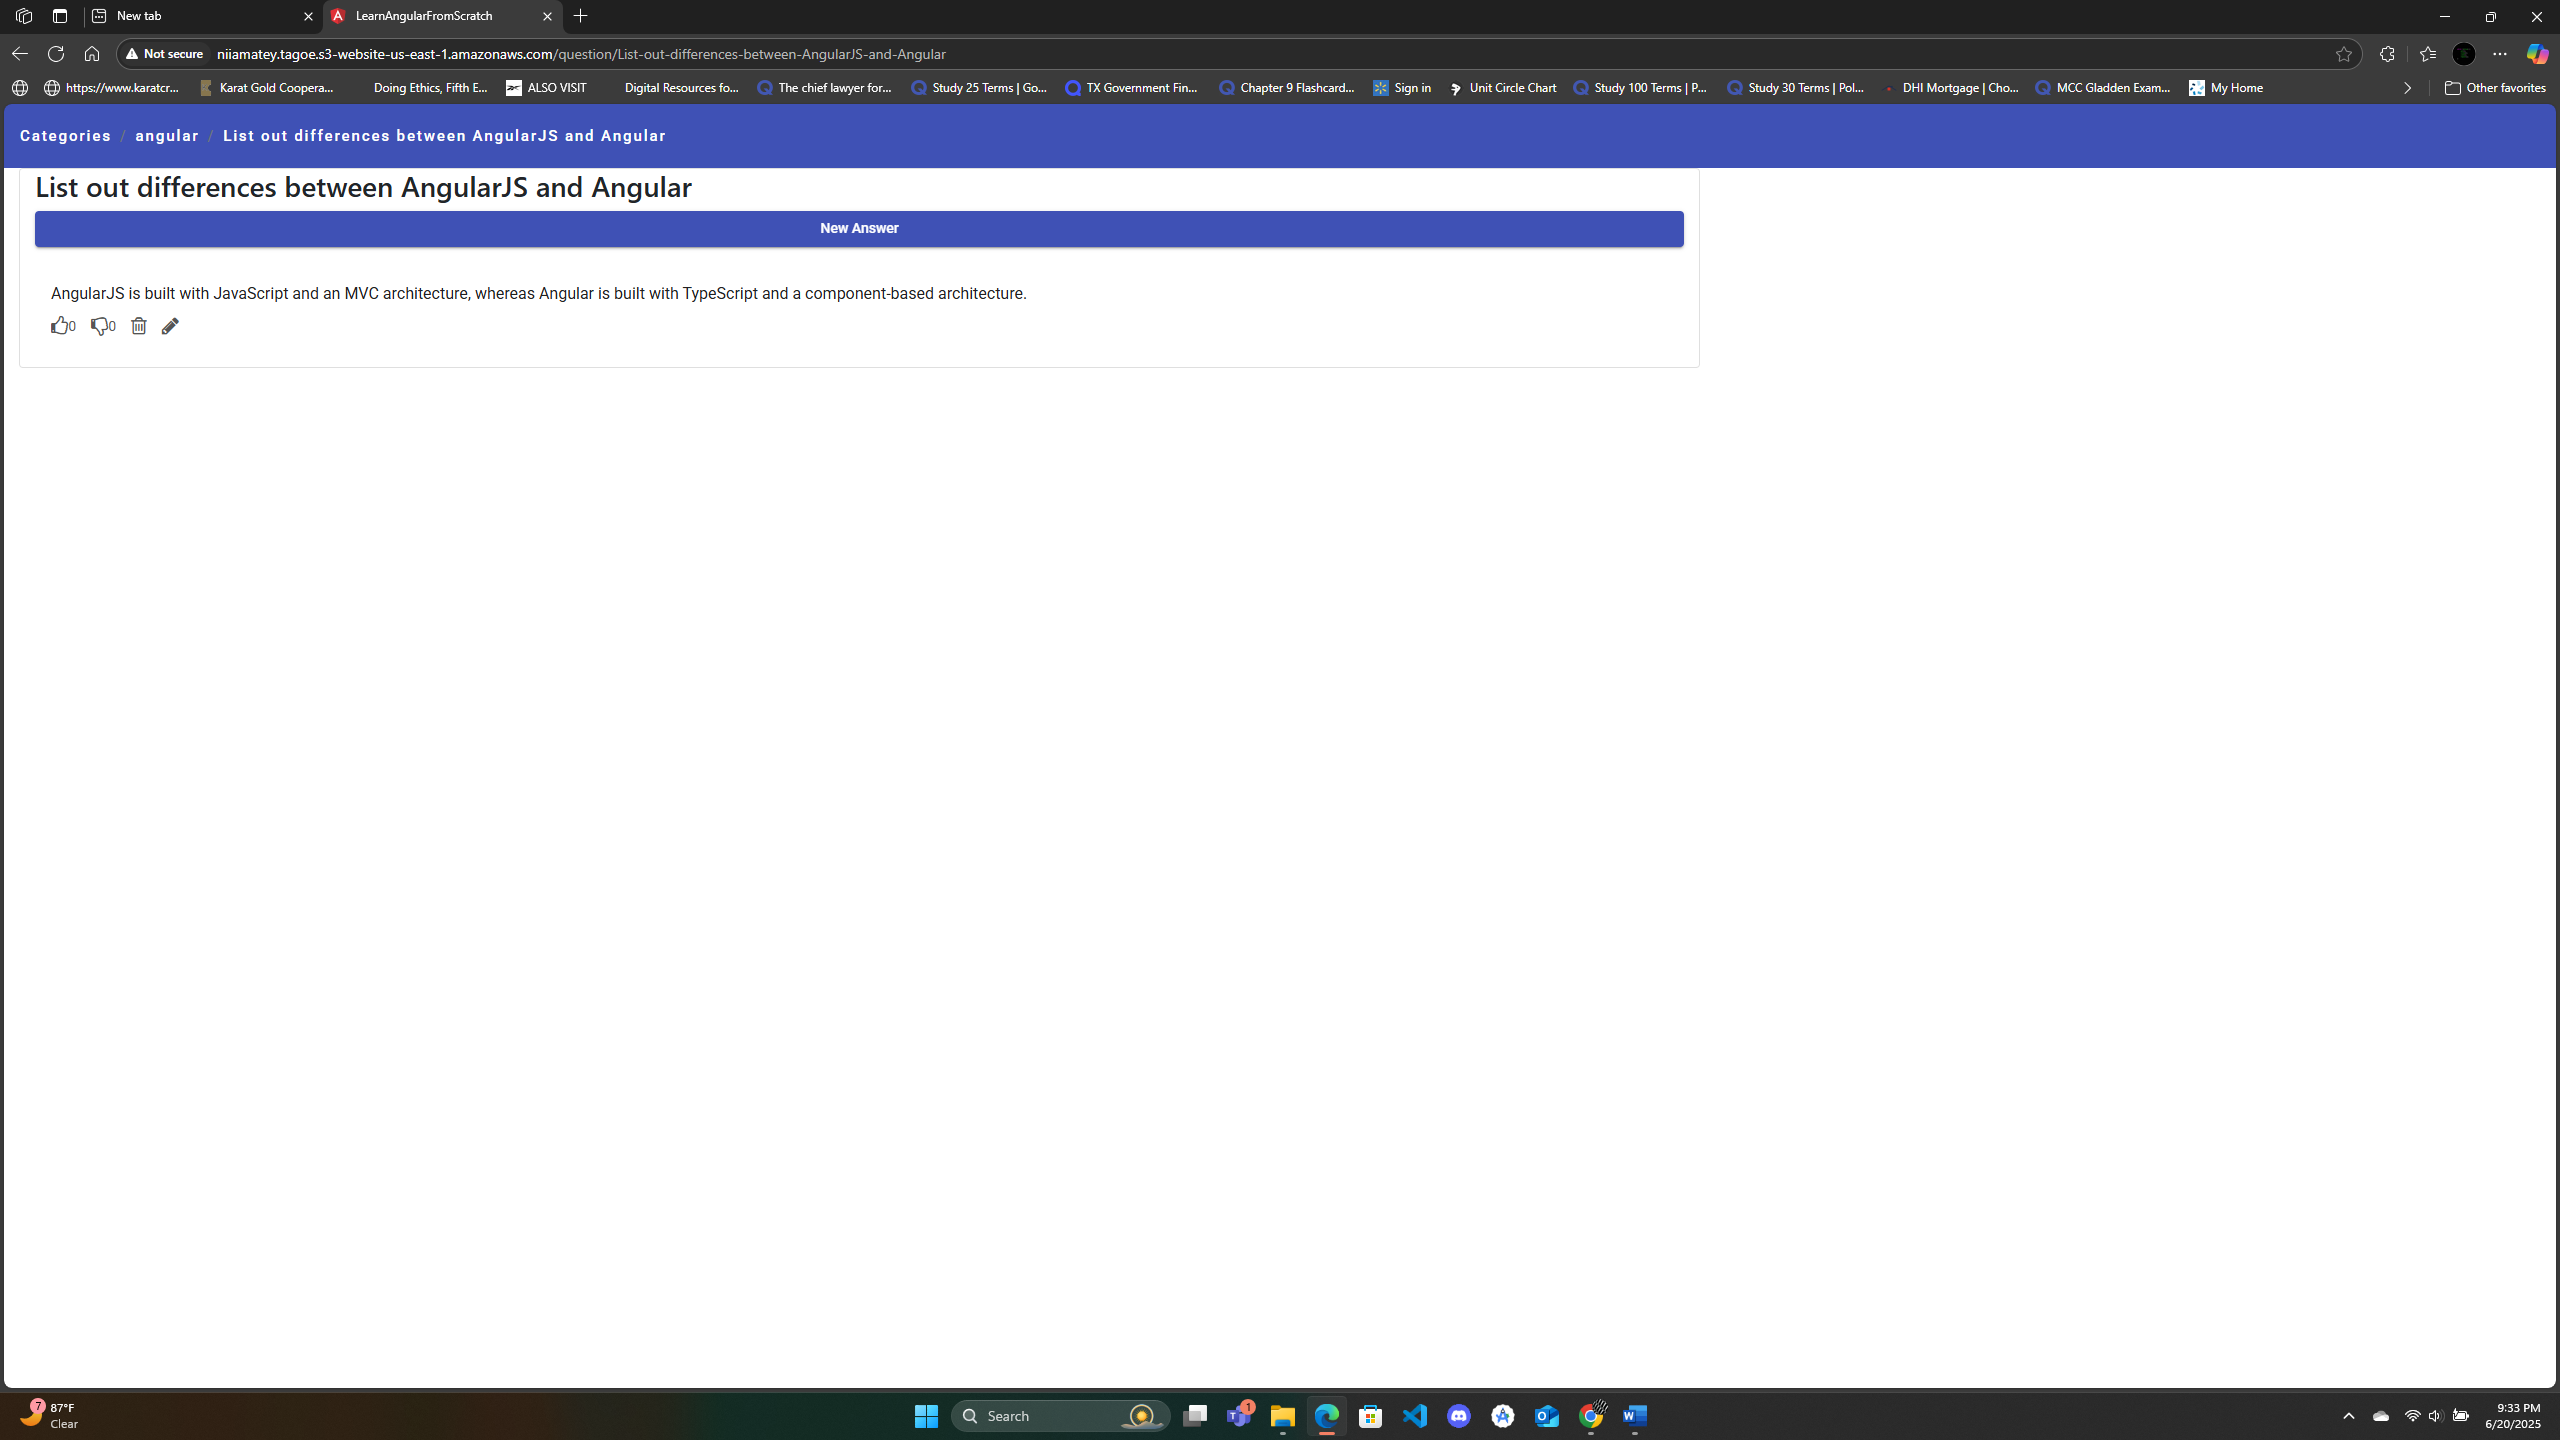 New tab
LearnAngularFromScratch
Not secure
niiamatey.tagoe.s3-website-us-east-1.amazonaws.com/question/List-out-differences-between-AngularJS-and-Angular
https://www.karatcr...
Karat Gold Coopera...
Doing Ethics, Fifth E...
ALSO VISIT
Digital Resources fo...
The chief lawyer for...
Study 25 Terms | Go...
TX Government Fin...
Chapter 9 Flashcard...
Sign in
Unit Circle Chart
Study 100 Terms | P...
Study 30 Terms | Pol...
DHI Mortgage | Cho...
MCC Gladden Exam...
My Home
Other favorites
Categories / angular / List out differences between AngularJS and Angular
List out differences between AngularJS and Angular
New Answer
AngularJS is built with JavaScript and an MVC architecture, whereas Angular is built with TypeScript and a component-based architecture.
0 0
7
87°F
Clear
Search
1
9:33 PM
6/20/2025